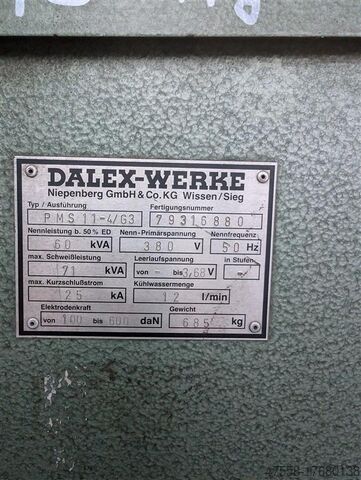 DALEX-WERKE
Niepenberg GmbH & Co. KG Wissen/Sieg
Typ / Ausführung Fertigungsnummer
PMS 11-4/G3 79316880
Nennleistung b. 50% ED Nenn-Primärspannung Nennfrequenz
60 kVA 380 V 50 Hz
max. Schweißleistung Leerlaufspannung in Stufen
171 kVA von – bis 3,68 V –
max. Kurzschlußstrom Kühlwassermenge
25 kA 12 l/min
Elektrodenkraft Gewicht
von 100 bis 600 daN 685 kg